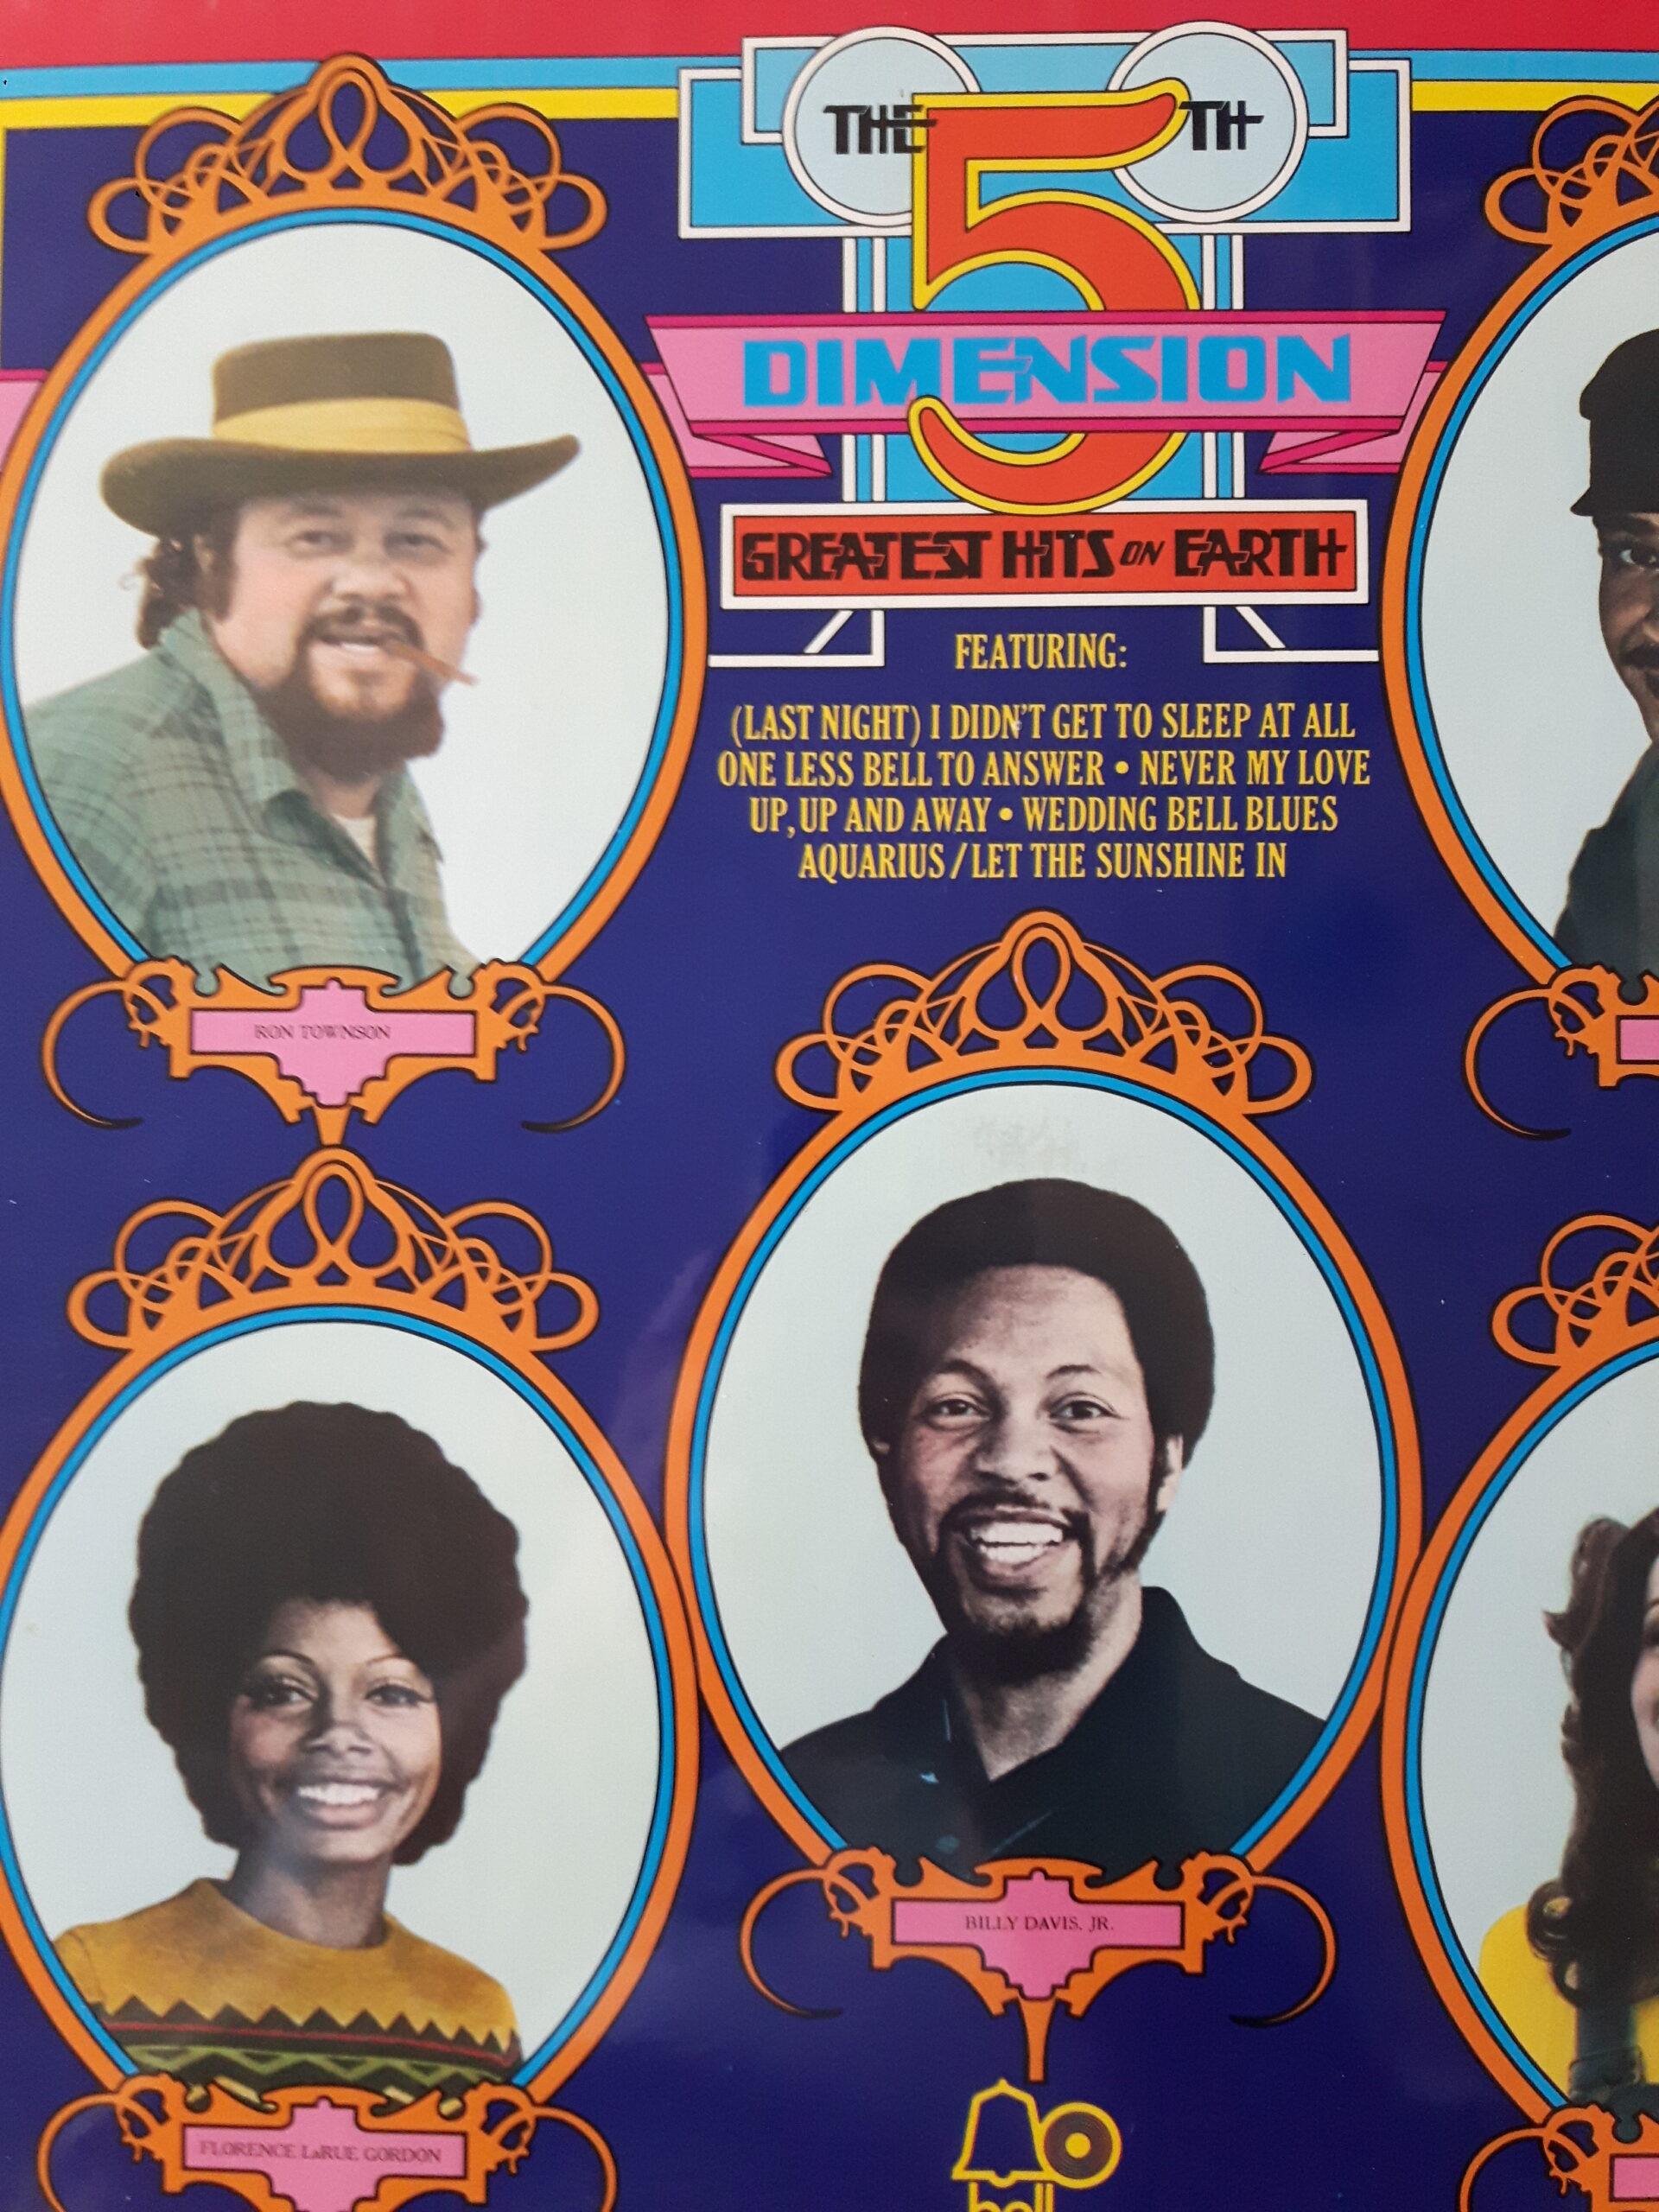 THE 5TH
DIMENSION
GREATEST HITS ON EARTH
FEATURING:
(LAST NIGHT) I DIDN'T GET TO SLEEP AT ALL
ONE LESS BELL TO ANSWER • NEVER MY LOVE
UP, UP AND AWAY • WEDDING BELL BLUES
AQUARIUS / LET THE SUNSHINE IN
RON TOWNSON
BILLY DAVIS, JR.
FLORENCE LaRUE GORDON
bell